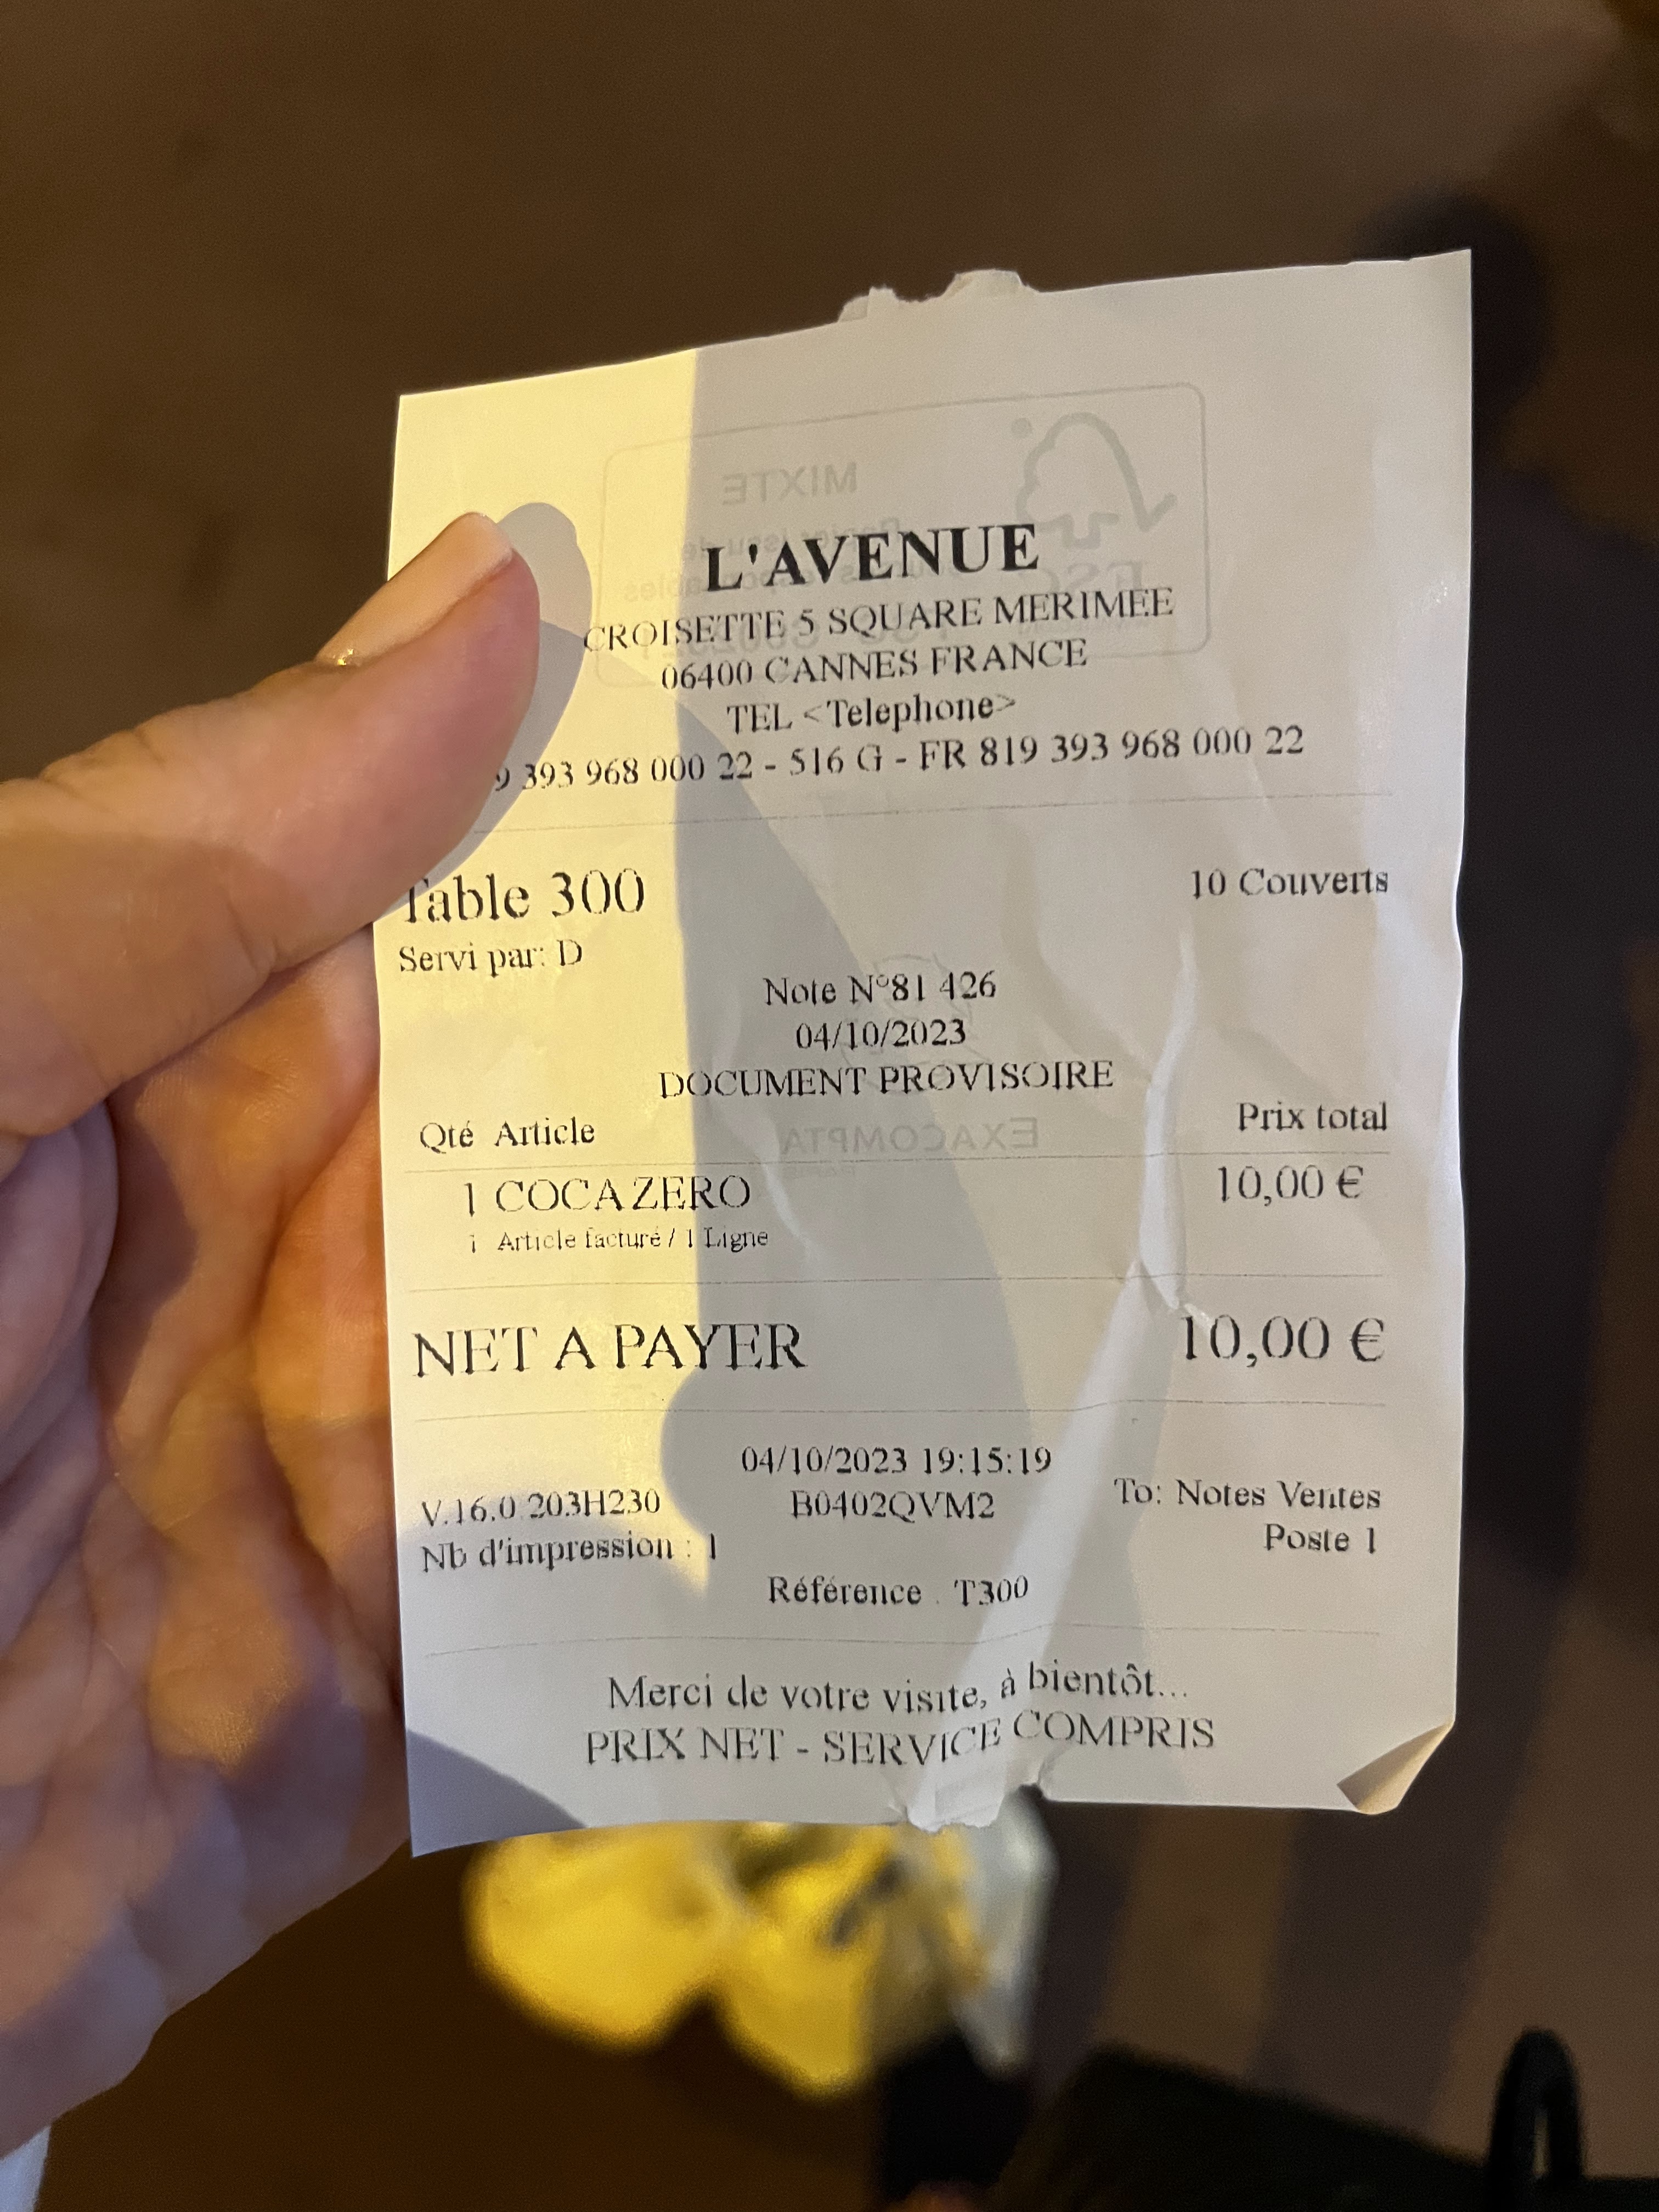 L'AVENUE
CROISETTE 5 SQUARE MERIMEE
06400 CANNES FRANCE
TEL <Telephone>
9 393 968 000 22 - 516 G - FR 819 393 968 000 22
Table 300 10 Couverts
Servi par: D
Note N°81 426
04/10/2023
DOCUMENT PROVISOIRE
Qté Article Prix total
1 COCA ZERO 10,00 €
1 Article facturé / 1 Ligne
NET A PAYER 10,00 €
04/10/2023 19:15:19
V.16.0.203H230 B0402QVM2 To: Notes Ventes
Nb d'impression : 1 Poste 1
Référence : T300
Merci de votre visite, à bientôt...
PRIX NET - SERVICE COMPRIS
MIXTE
FSC
EXACOMPTA